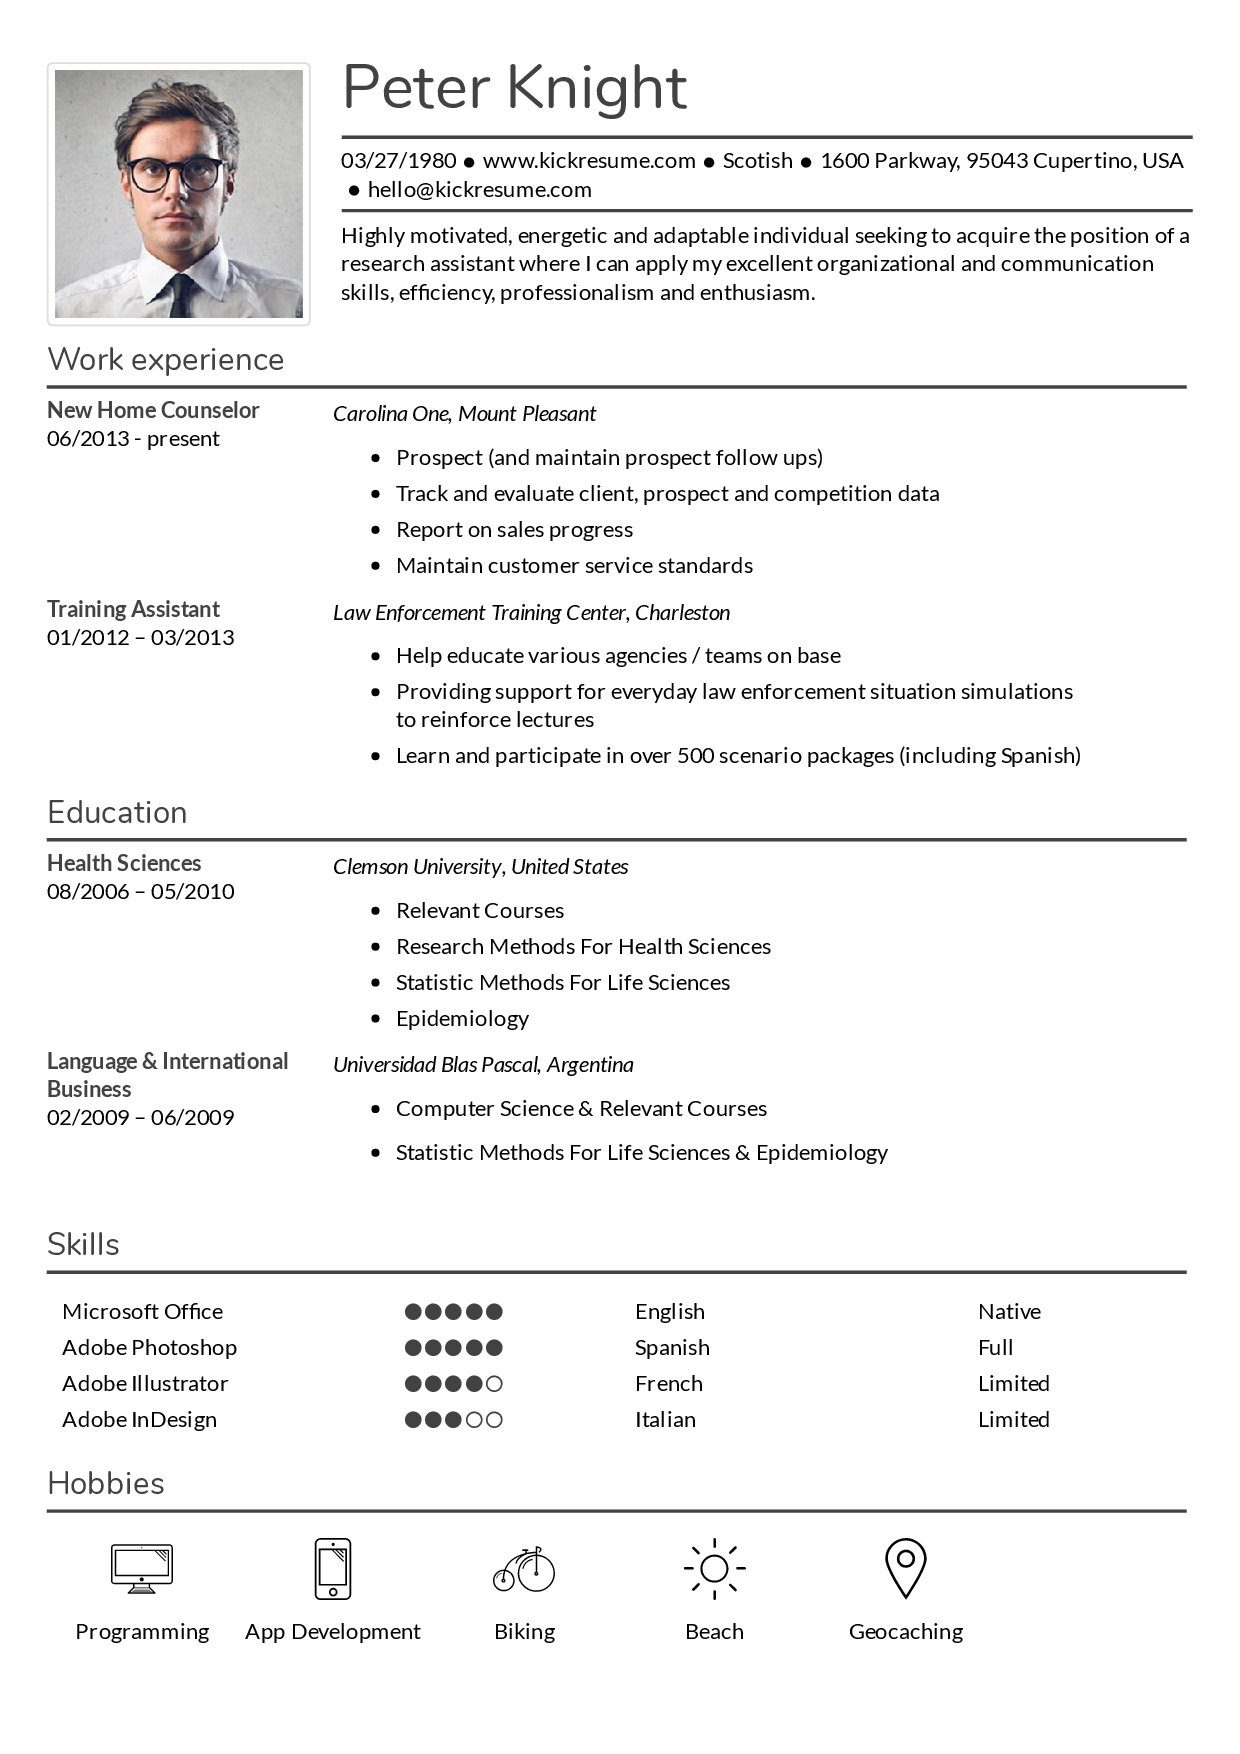 Peter Knight
03/27/1980 ● www.kickresume.com ● Scotish ● 1600 Parkway, 95043 Cupertino, USA
● hello@kickresume.com
Highly motivated, energetic and adaptable individual seeking to acquire the position of a
research assistant where I can apply my excellent organizational and communication
skills, efficiency, professionalism and enthusiasm.
Work experience
New Home Counselor
06/2013 - present
Carolina One, Mount Pleasant
• Prospect (and maintain prospect follow ups)
• Track and evaluate client, prospect and competition data
• Report on sales progress
• Maintain customer service standards
Training Assistant
01/2012 – 03/2013
Law Enforcement Training Center, Charleston
• Help educate various agencies / teams on base
• Providing support for everyday law enforcement situation simulations
to reinforce lectures
• Learn and participate in over 500 scenario packages (including Spanish)
Education
Health Sciences
08/2006 – 05/2010
Clemson University, United States
• Relevant Courses
• Research Methods For Health Sciences
• Statistic Methods For Life Sciences
• Epidemiology
Language & International
Business
02/2009 – 06/2009
Universidad Blas Pascal, Argentina
• Computer Science & Relevant Courses
• Statistic Methods For Life Sciences & Epidemiology
Skills
Microsoft Office ●●●●● English Native
Adobe Photoshop ●●●●● Spanish Full
Adobe Illustrator ●●●●○ French Limited
Adobe InDesign ●●●○○ Italian Limited
Hobbies
Programming App Development Biking Beach Geocaching